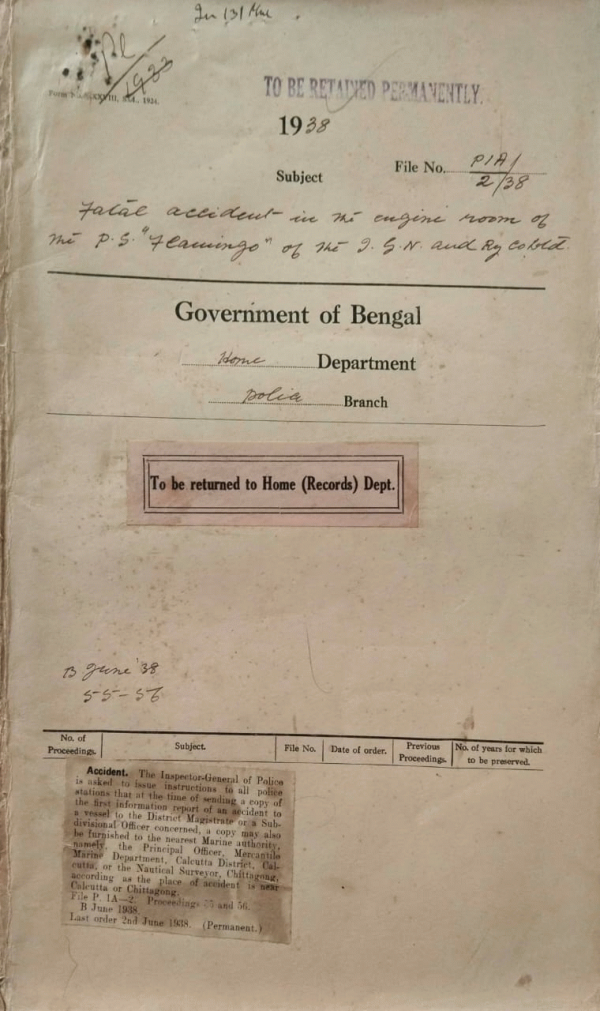 TO BE RETAINED PERMANENTLY.
1938
File No. P1A/
2/38
Subject
Fatal accident in the engine room of
the P.S. "Flamingo" of the I.G.N. and Ry Co Ltd.
Government of Bengal
Home Department
Police Branch
To be returned to Home (Records) Dept.
B June '38
55-56
No. of Proceedings. Subject. File No. Date of order. Previous Proceedings. No. of years for which to be preserved.
Accident. The Inspector-General of Police
is asked to issue instructions to all police
stations that at the time of sending a copy of
the first information report of an accident to
a vessel to the District Magistrate or a Sub-
divisional Officer concerned, a copy may also
be furnished to the nearest Marine authority,
namely, the Principal Officer, Mercantile
Marine Department, Calcutta District, Cal-
cutta, or the Nautical Surveyor, Chittagong,
according as the place of accident is near
Calcutta or Chittagong.
File P. 1A—2. Proceedings 55 and 56.
B June 1938.
Last order 2nd June 1938. (Permanent.)